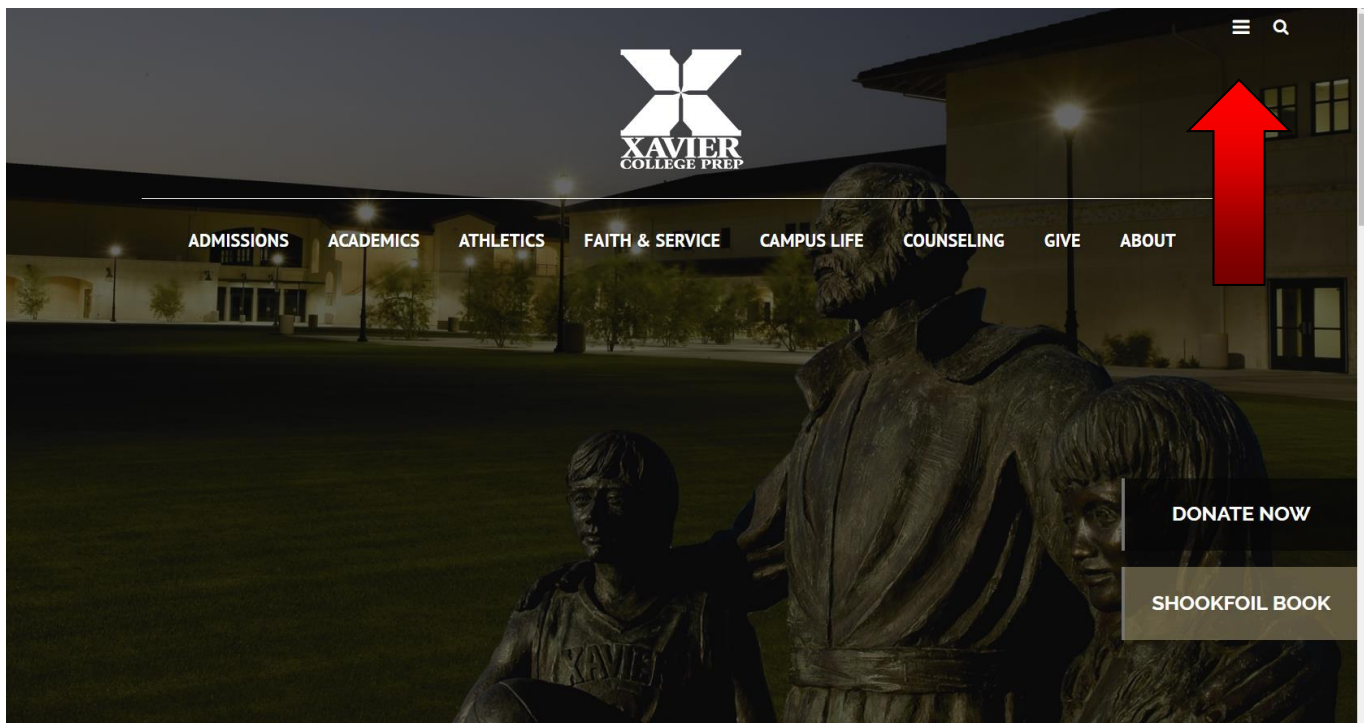 XAVIER
COLLEGE PREP
ADMISSIONS ACADEMICS ATHLETICS FAITH & SERVICE CAMPUS LIFE COUNSELING GIVE ABOUT
DONATE NOW
SHOOKFOIL BOOK
XAVIER